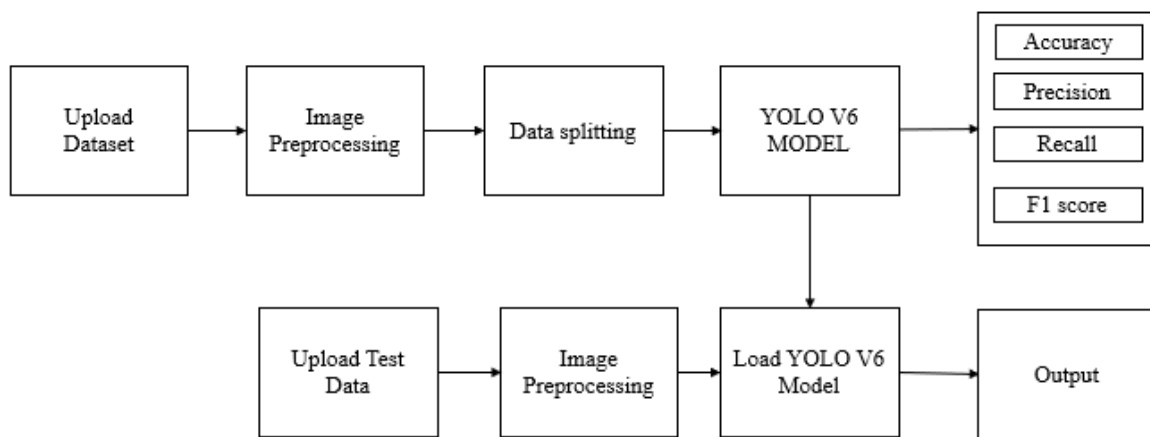 Upload
Dataset
Image
Preprocessing
Data splitting
YOLO V6
MODEL
Accuracy
Precision
Recall
F1 score
Upload Test
Data
Image
Preprocessing
Load YOLO V6
Model
Output